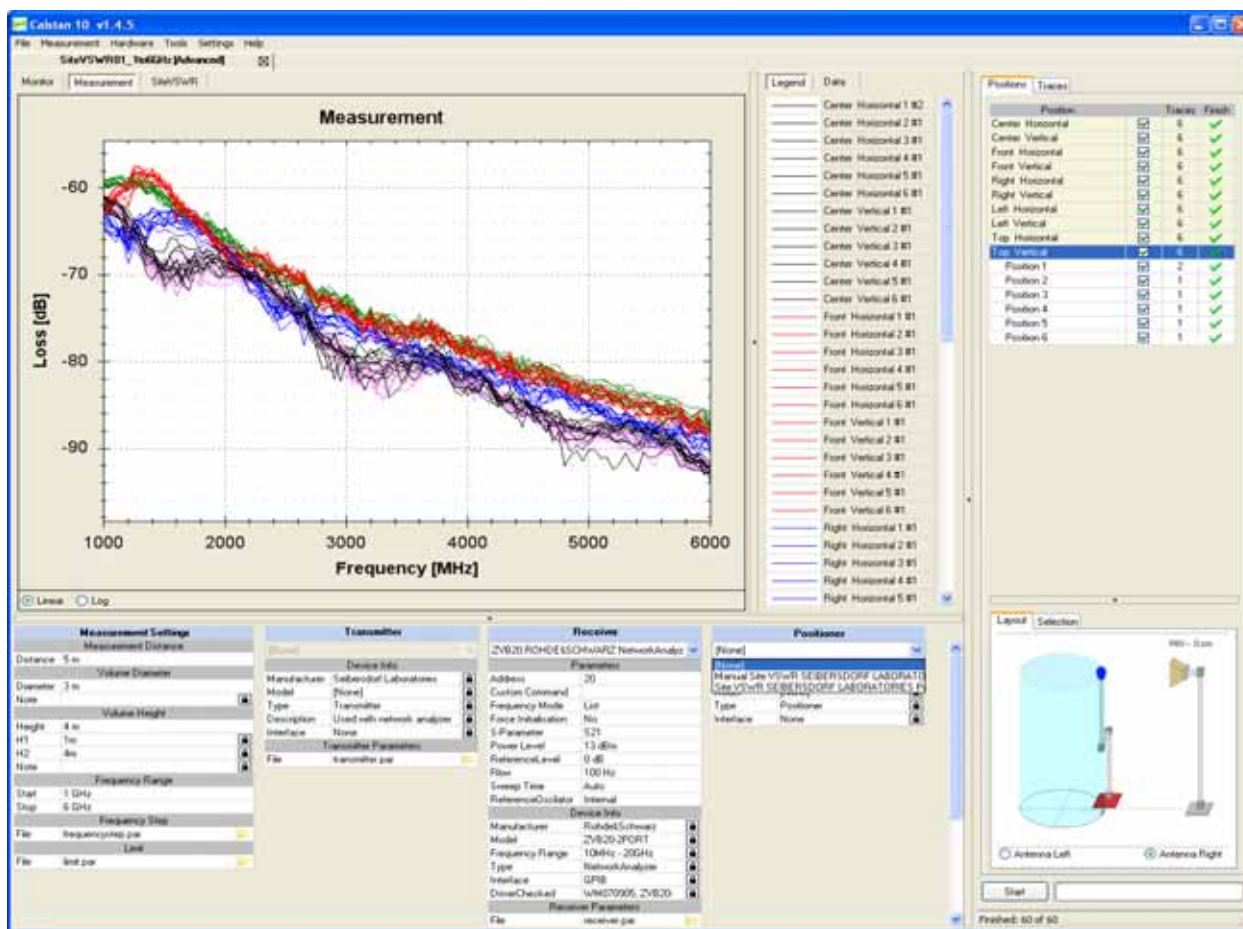 Calstan 10 v1.4.5
File Measurement Hardware Tools Settings Help
SiteVSWR01_1to6GHz [Advanced]
Monitor Measurement SiteVSWR
Measurement
Loss [dB]
-60
-70
-80
-90
1000 2000 3000 4000 5000 6000
Frequency [MHz]
Linear Log
Legend Data
Center Horizontal 1 #2
Center Horizontal 2 #1
Center Horizontal 3 #1
Center Horizontal 4 #1
Center Horizontal 5 #1
Center Horizontal 6 #1
Center Vertical 1 #1
Center Vertical 2 #1
Center Vertical 3 #1
Center Vertical 4 #1
Center Vertical 5 #1
Center Vertical 6 #1
Front Horizontal 1 #1
Front Horizontal 2 #1
Front Horizontal 3 #1
Front Horizontal 4 #1
Front Horizontal 5 #1
Front Horizontal 6 #1
Front Vertical 1 #1
Front Vertical 2 #1
Front Vertical 3 #1
Front Vertical 4 #1
Front Vertical 5 #1
Front Vertical 6 #1
Right Horizontal 1 #1
Right Horizontal 2 #1
Right Horizontal 3 #1
Right Horizontal 4 #1
Right Horizontal 5 #1
Positions Traces
Position Traces Finish
Center Horizontal 6
Center Vertical 6
Front Horizontal 6
Front Vertical 6
Right Horizontal 6
Right Vertical 6
Left Horizontal 6
Left Vertical 6
Top Horizontal 6
Top Vertical 6
Position 1 2
Position 2 1
Position 3 1
Position 4 1
Position 5 1
Position 6 1
Measurement Settings
Measurement Distance
Distance 5 m
Volume Diameter
Diameter 3 m
Note
Volume Height
Height 4 m
H1 1m
H2 4m
Note
Frequency Range
Start 1 GHz
Stop 6 GHz
Frequency Step
File frequencystep.par
Limit
File limit.par
Transmitter
[None]
Device Info
Manufacturer Seibersdorf Laboratories
Model [None]
Type Transmitter
Description Used with network analyzer
Interface None
Transmitter Parameters
File transmitter.par
Receiver
ZVB20 ROHDE&SCHWARZ NetworkAnalys
Parameters
Address 20
Custom Command
Frequency Mode List
Force Initialisation No
S-Parameter S21
Power Level 13 dBm
ReferenceLevel 0 dB
Filter 100 Hz
Sweep Time Auto
ReferenceOscilator Internal
Device Info
Manufacturer Rohde&Schwarz
Model ZVB20-2PORT
Frequency Range 10MHz - 20GHz
Type NetworkAnalyzer
Interface GPIB
DriverChecked WM070905, ZVB20-
Receiver Parameters
File receiver.par
Positioner
[None]
[None]
Manual Site VSWR SEIBERSDORF LABORATO
Site VSWR SEIBERSDORF LABORATORIES
Type Positioner
Interface None
Layout Selection
Antenna Left Antenna Right
Start
Finished: 60 of 60